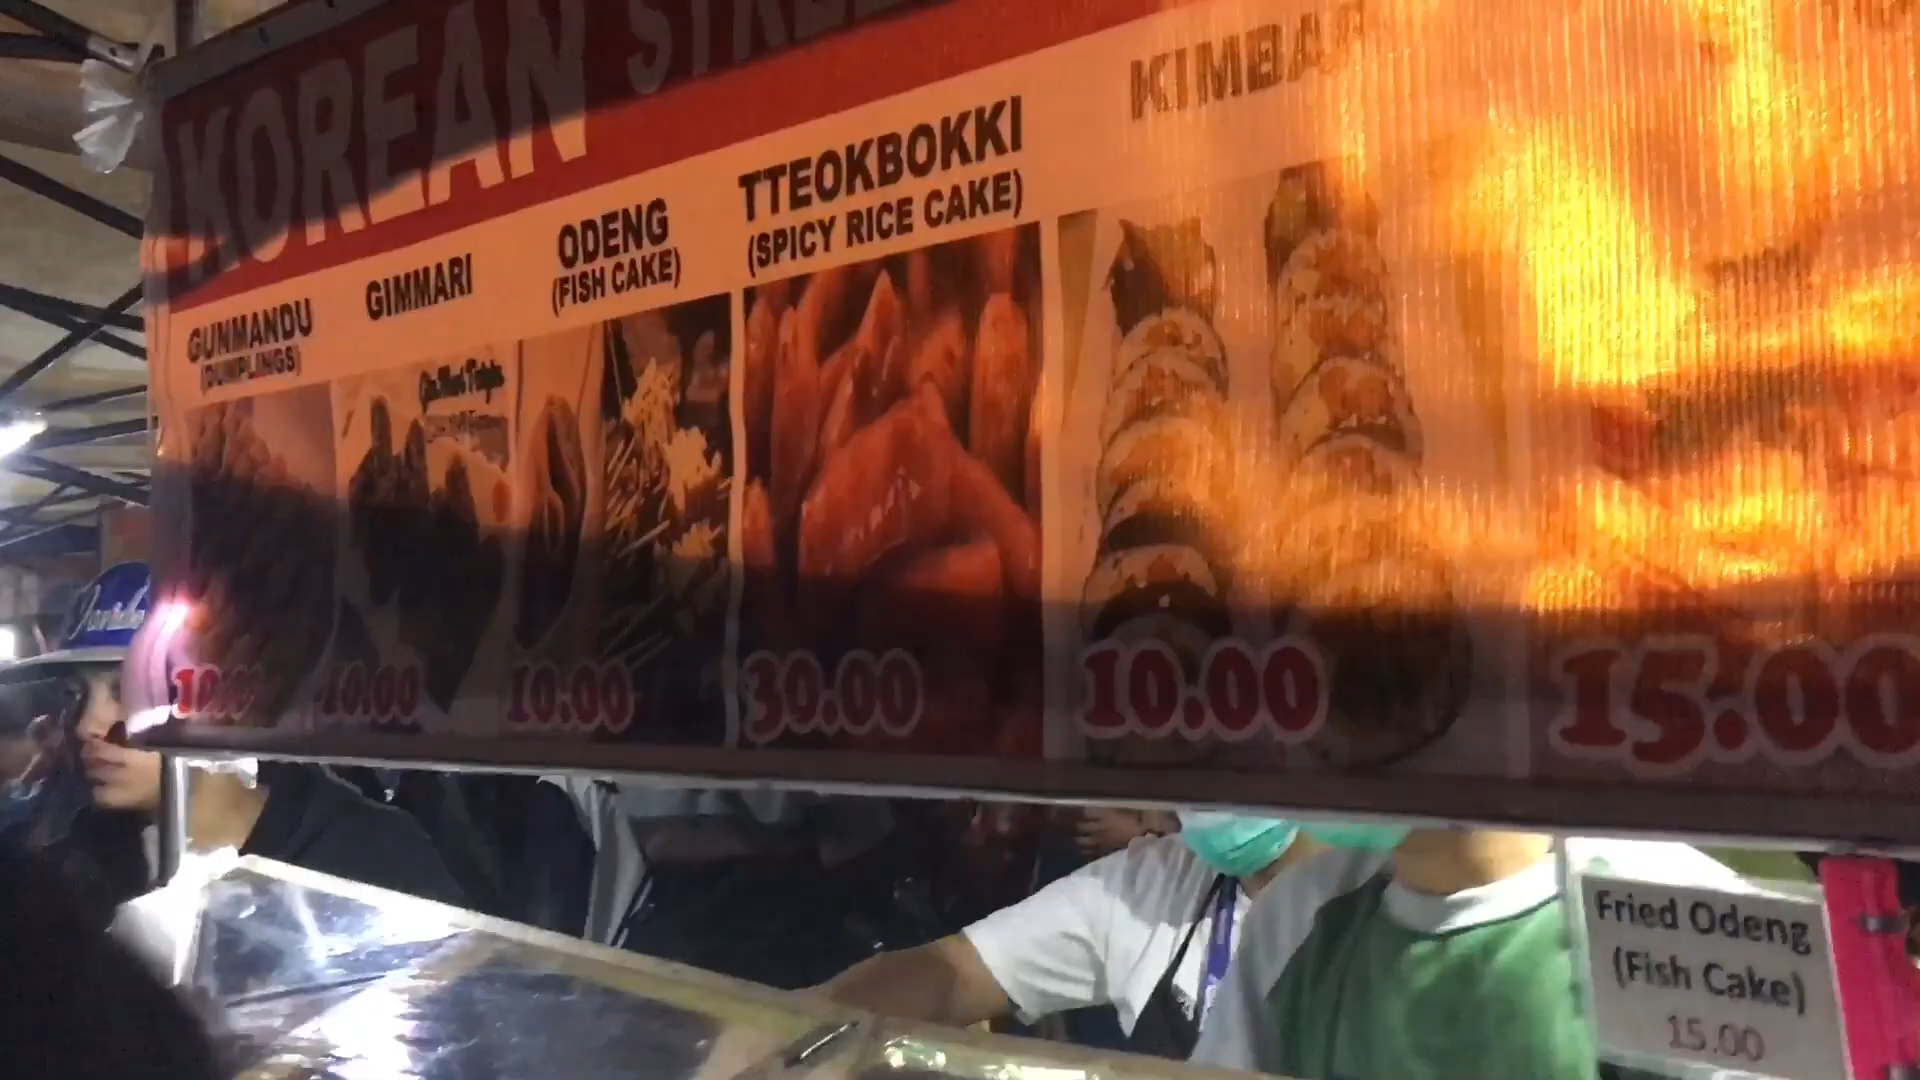 KOREAN
GUNMANDU
(DUMPLINGS)
GIMMARI
ODENG
(FISH CAKE)
TTEOKBOKKI
(SPICY RICE CAKE)
10.00
10.00
30.00
10.00
15.00
Fried Odeng
(Fish Cake)
15.00